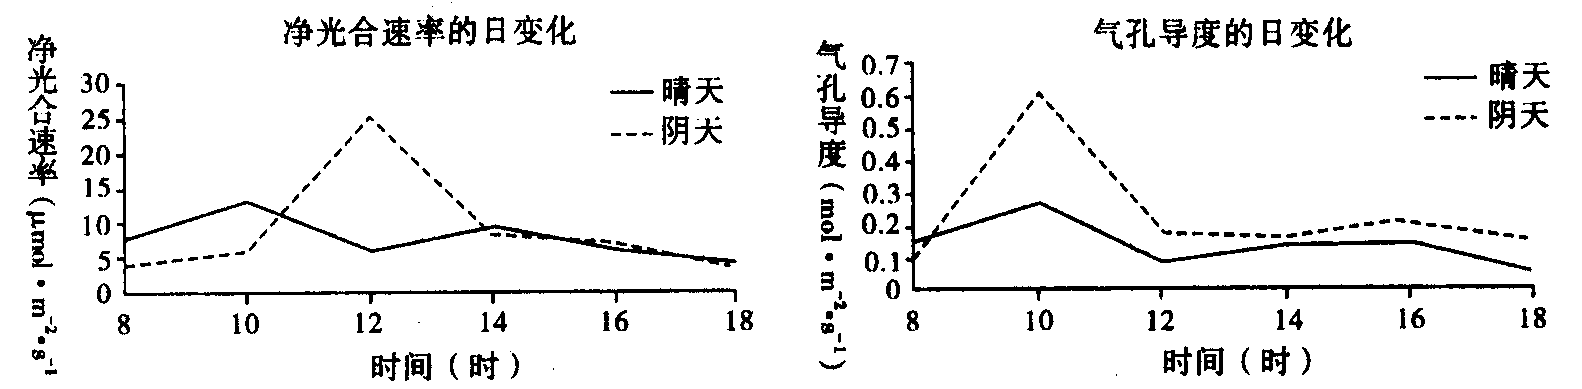 净光合速率的日变化
净光合速率(μmol·m⁻²·s⁻¹
30
25
20
15
10
5
0
晴天
阴天
8 10 12 14 16 18
时间(时)
气孔导度的日变化
气孔导度(mol·m⁻²·s⁻¹)
0.7
0.6
0.5
0.4
0.3
0.2
0.1
0
晴天
阴天
8 10 12 14 16 18
时间(时)